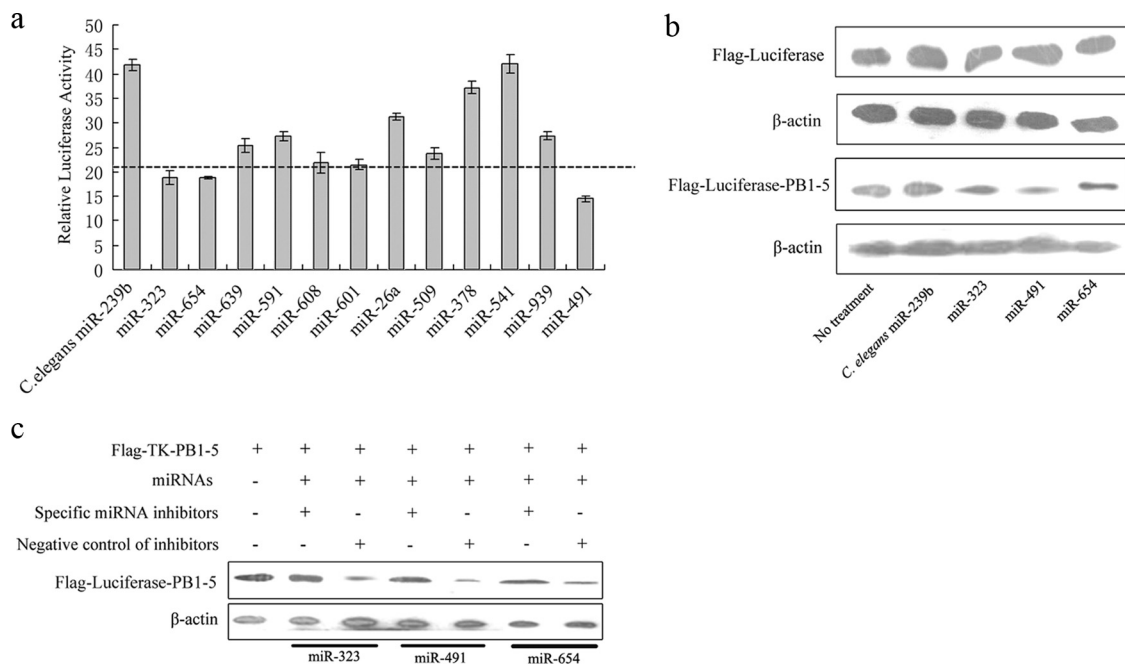 a
Relative Luciferase Activity
50
45
40
35
30
25
20
15
10
5
0
C.elegans miR-239b
miR-323
miR-654
miR-639
miR-591
miR-608
miR-601
miR-26a
miR-509
miR-378
miR-541
miR-939
miR-491
b
Flag-Luciferase
β-actin
Flag-Luciferase-PB1-5
β-actin
No treatment
C. elegans miR-239b
miR-323
miR-491
miR-654
c
Flag-TK-PB1-5 + + + + + + +
miRNAs - + + + + + +
Specific miRNA inhibitors - + - + - + -
Negative control of inhibitors - - + - + - +
Flag-Luciferase-PB1-5
β-actin
miR-323 miR-491 miR-654